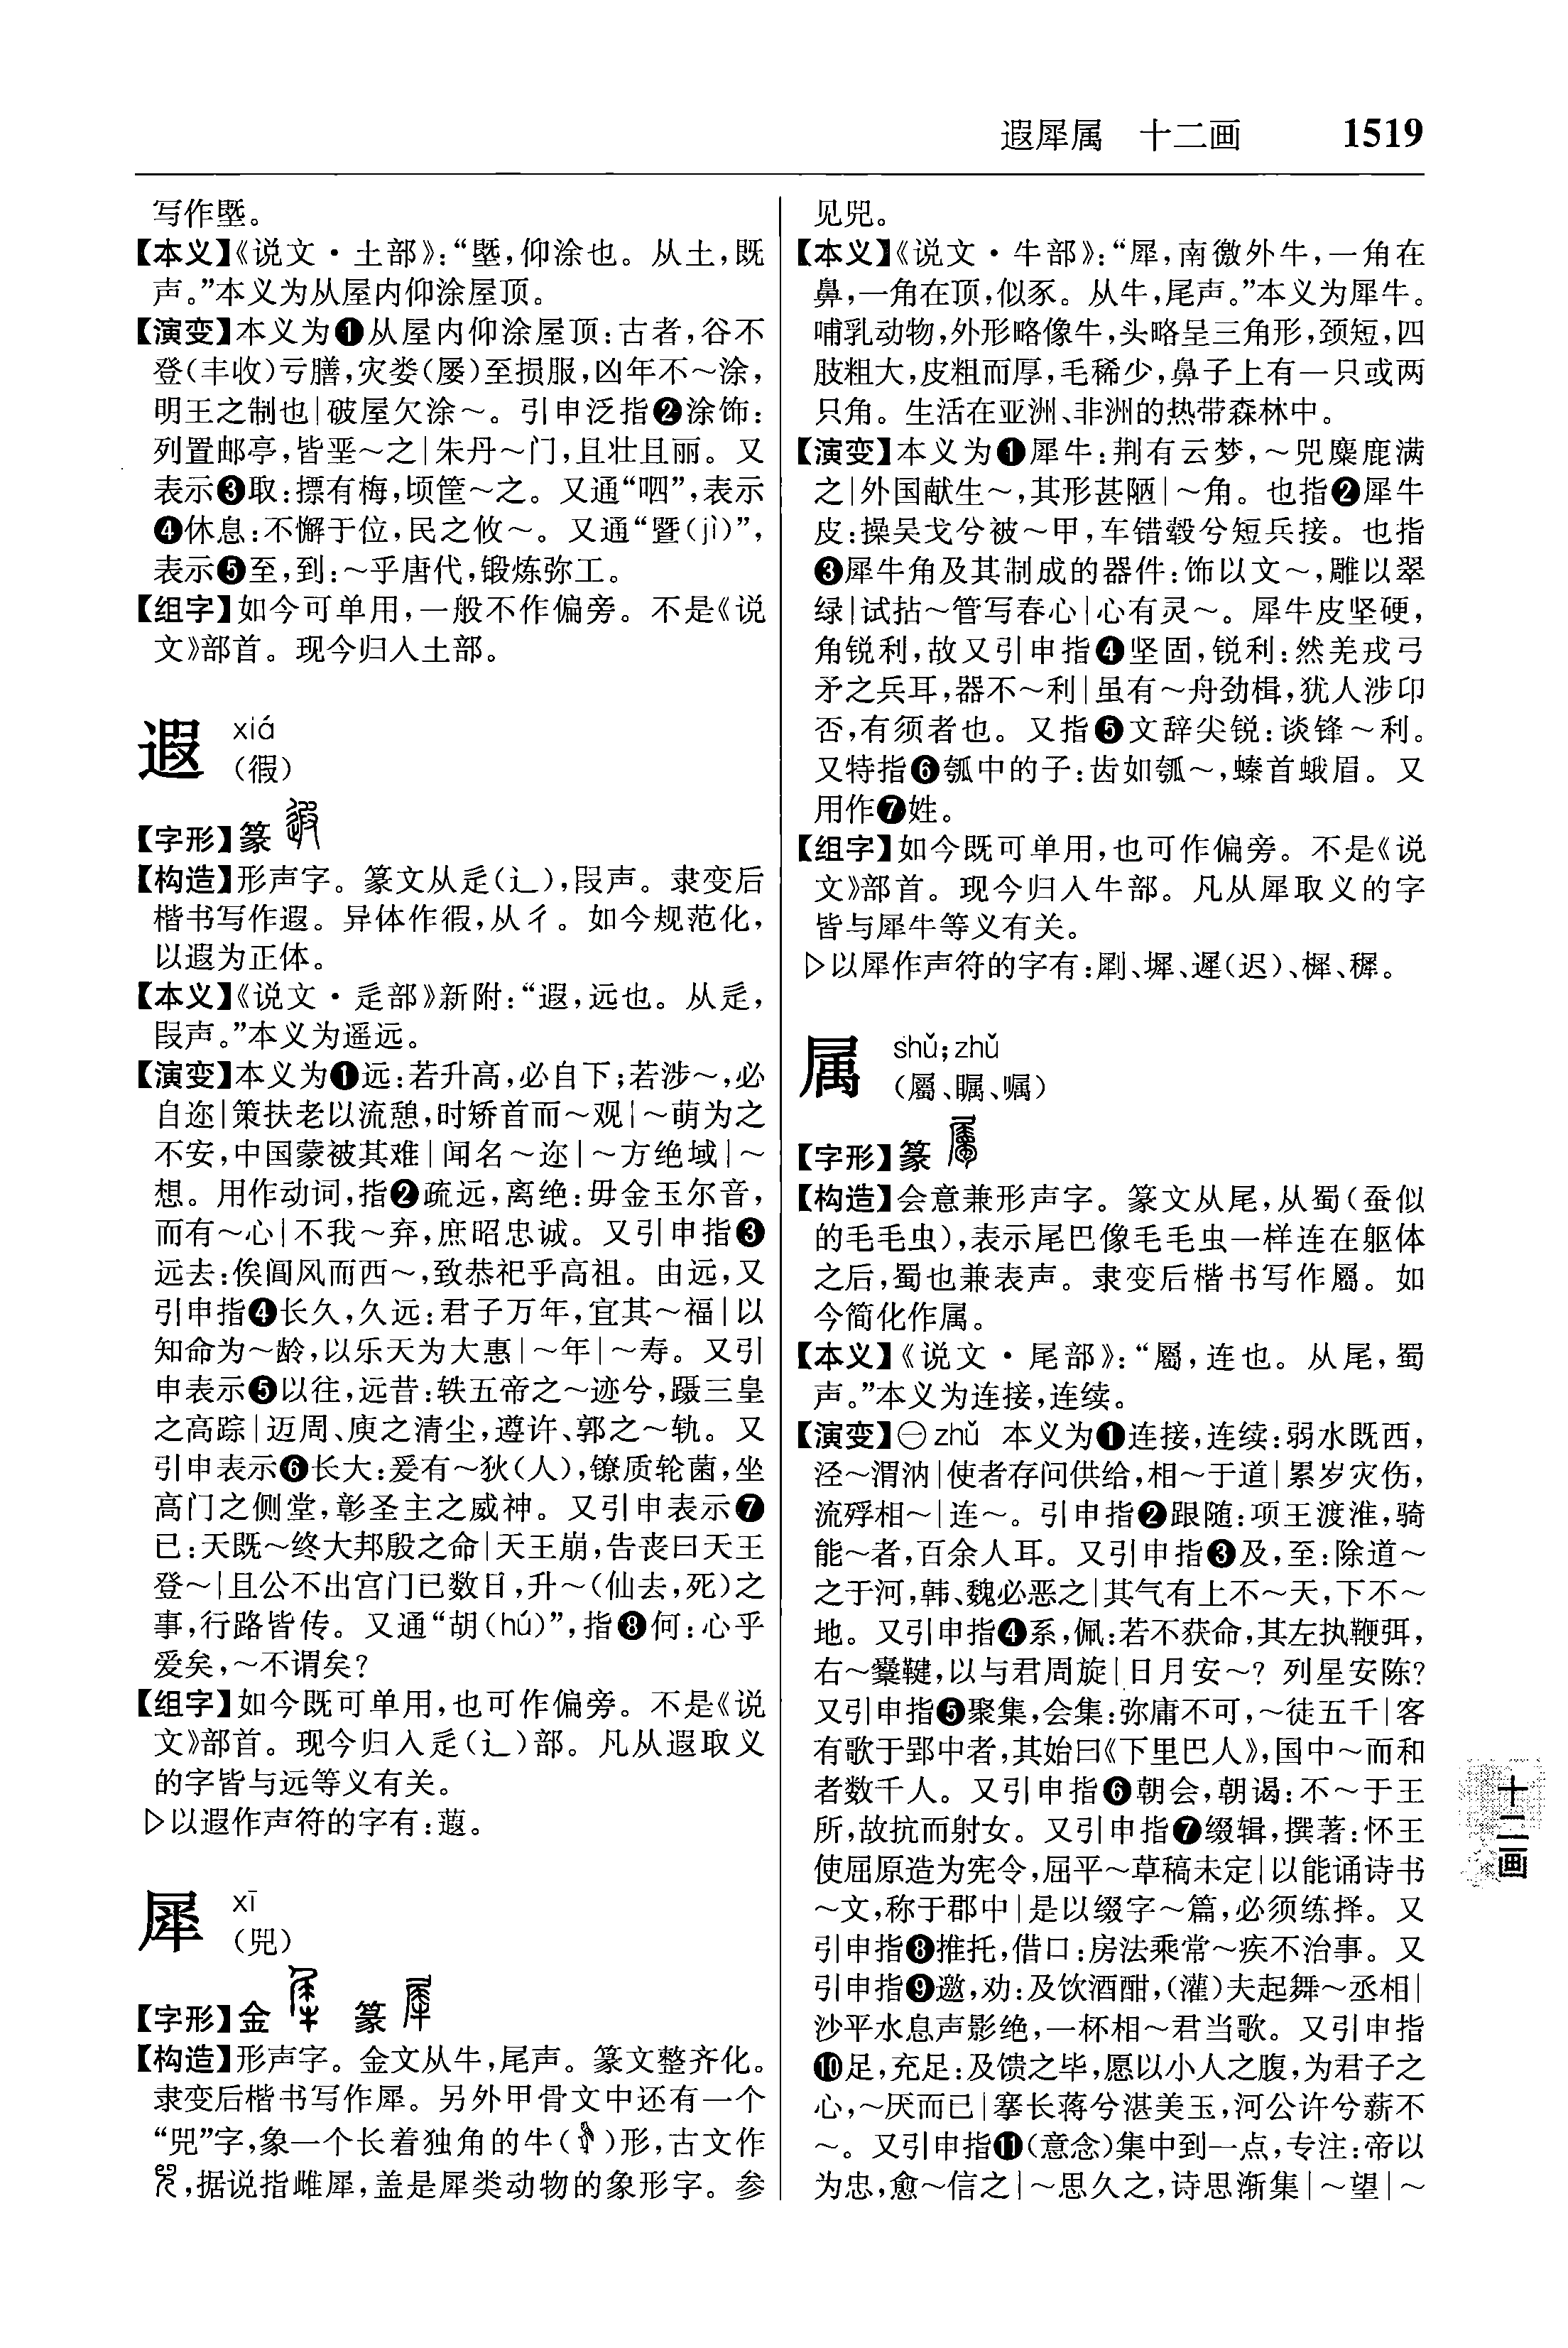 遐犀属　十二画　1519
写作墍。
【本义】《说文·土部》：“墍，仰涂也。从土，既
声。”本义为从屋内仰涂屋顶。
【演变】本义为❶从屋内仰涂屋顶：古者，谷不
登（丰收）亏膳，灾娄（屡）至损服，凶年不～涂，
明王之制也｜破屋欠涂～。引申泛指❷涂饰：
列置邮亭，皆垩～之｜朱丹～门，且壮且丽。又
表示❸取：摽有梅，顷筐～之。又通“呬”，表示
❹休息：不懈于位，民之攸～。又通“暨（jì）”，
表示❺至，到：～乎唐代，锻炼弥工。
【组字】如今可单用，一般不作偏旁。不是《说
文》部首。现今归入土部。
遐　xiá
（徦）
【字形】篆
【构造】形声字。篆文从辵（辶），叚声。隶变后
楷书写作遐。异体作徦，从彳。如今规范化，
以遐为正体。
【本义】《说文·辵部》新附：“遐，远也。从辵，
叚声。”本义为遥远。
【演变】本义为❶远：若升高，必自下；若涉～，必
自迩｜策扶老以流憩，时矫首而～观｜～萌为之
不安，中国蒙被其难｜闻名～迩｜～方绝域｜～
想。用作动词，指❷疏远，离绝：毋金玉尔音，
而有～心｜不我～弃，庶昭忠诚。又引申指❸
远去：俟阊风而西～，致恭祀乎高祖。由远，又
引申指❹长久，久远：君子万年，宜其～福｜以
知命为～龄，以乐天为大惠｜～年｜～寿。又引
申表示❺以往，远昔：轶五帝之～迹兮，蹑三皇
之高踪｜迈周、庾之清尘，遵许、郭之～轨。又
引申表示❻长大：爰有～狄（人），镣质轮菌，坐
高门之侧堂，彰圣主之威神。又引申表示❼
已：天既～终大邦殷之命｜天王崩，告丧曰天王
登～｜且公不出宫门已数日，升～（仙去，死）之
事，行路皆传。又通“胡（hú）”，指❽何：心乎
爱矣，～不谓矣？
【组字】如今既可单用，也可作偏旁。不是《说
文》部首。现今归入辵（辶）部。凡从遐取义
的字皆与远等义有关。
▷以遐作声符的字有：蕸。
犀　xī
（兕）
【字形】金　篆
【构造】形声字。金文从牛，尾声。篆文整齐化。
隶变后楷书写作犀。另外甲骨文中还有一个
“兕”字，象一个长着独角的牛（）形，古文作
，据说指雌犀，盖是犀类动物的象形字。参
见兕。
【本义】《说文·牛部》：“犀，南徼外牛，一角在
鼻，一角在顶，似豕。从牛，尾声。”本义为犀牛。
哺乳动物，外形略像牛，头略呈三角形，颈短，四
肢粗大，皮粗而厚，毛稀少，鼻子上有一只或两
只角。生活在亚洲、非洲的热带森林中。
【演变】本义为❶犀牛：荆有云梦，～兕麋鹿满
之｜外国献生～，其形甚陋｜～角。也指❷犀牛
皮：操吴戈兮被～甲，车错毂兮短兵接。也指
❸犀牛角及其制成的器件：饰以文～，雕以翠
绿｜试拈～管写春心｜心有灵～。犀牛皮坚硬，
角锐利，故又引申指❹坚固，锐利：然羌戎弓
矛之兵耳，器不～利｜虽有～舟劲楫，犹人涉卬
否，有须者也。又指❺文辞尖锐：谈锋～利。
又特指❻瓠中的子：齿如瓠～，螓首蛾眉。又
用作❼姓。
【组字】如今既可单用，也可作偏旁。不是《说
文》部首。现今归入牛部。凡从犀取义的字
皆与犀牛等义有关。
▷以犀作声符的字有：㓾、墀、遲（迟）、樨、稺。
属　shǔ；zhǔ
（屬、瞩、嘱）
【字形】篆
【构造】会意兼形声字。篆文从尾，从蜀（蚕似
的毛毛虫），表示尾巴像毛毛虫一样连在躯体
之后，蜀也兼表声。隶变后楷书写作屬。如
今简化作属。
【本义】《说文·尾部》：“屬，连也。从尾，蜀
声。”本义为连接，连续。
【演变】㊀zhǔ　本义为❶连接，连续：弱水既西，
泾～渭汭｜使者存问供给，相～于道｜累岁灾伤，
流殍相～｜连～。引申指❷跟随：项王渡淮，骑
能～者，百余人耳。又引申指❸及，至：除道～
之于河，韩、魏必恶之｜其气有上不～天，下不～
地。又引申指❹系，佩：若不获命，其左执鞭弭，
右～櫜鞬，以与君周旋｜日月安～？列星安陈？
又引申指❺聚集，会集：弥庸不可，～徒五千｜客
有歌于郢中者，其始曰《下里巴人》，国中～而和
者数千人。又引申指❻朝会，朝谒：不～于王
所，故抗而射女。又引申指❼缀辑，撰著：怀王
使屈原造为宪令，屈平～草稿未定｜以能诵诗书
～文，称于郡中｜是以缀字～篇，必须练择。又
引申指❽推托，借口：房法乘常～疾不治事。又
引申指❾邀，劝：及饮酒酣，（灌）夫起舞～丞相｜
沙平水息声影绝，一杯相～君当歌。又引申指
❿足，充足：及馈之毕，愿以小人之腹，为君子之
心，～厌而已｜搴长茭兮湛美玉，河公许兮薪不
～。又引申指⓫（意念）集中到一点，专注：帝以
为忠，愈～信之｜～思久之，诗思渐集｜～望｜～
十二画